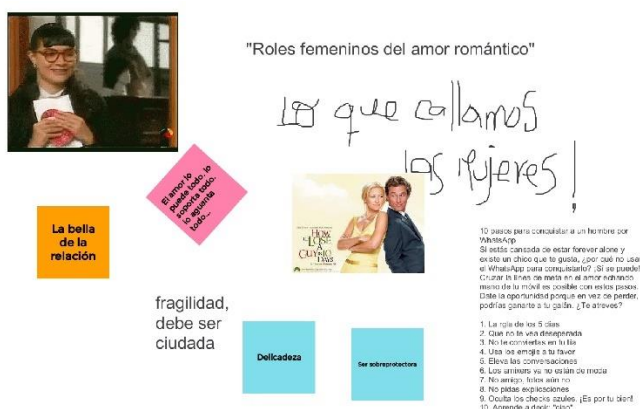 "Roles femeninos del amor romántico"
Lo que callamos
las Mujeres!
El amor lo
puede todo, lo
soporta todo,
lo aguanta
todo...
La bella
de la
relación
HOW
TO LOSE
A
GUY IN 10
DAYS
fragilidad,
debe ser
ciudada
Delicadeza
Ser sobreprotectora
10 pasos para conquistar a un hombre por
WhatsApp
Si estás cansada de estar forever alone y
existe un chico que te gusta, ¿por qué no usar
el WhatsApp para conquistarlo? ¡Sí se puede!
Cruzar la línea de meta en el amor echando
mano de tu móvil es posible con estos pasos.
Date la oportunidad porque en vez de perder,
podrías ganarte a tu galán. ¿Te atreves?
1. La regla de los 5 días
2. Que no te vea desesperada
3. No te conviertas en tu tía
4. Usa los emojis a tu favor
5. Eleva las conversaciones
6. Los ya no están de moda
7. No amigo, fotos aún no
8. No pidas explicaciones
9. Oculta los checks azules. ¡Es por tu bien!
10. Aprende a decir: "ciao"